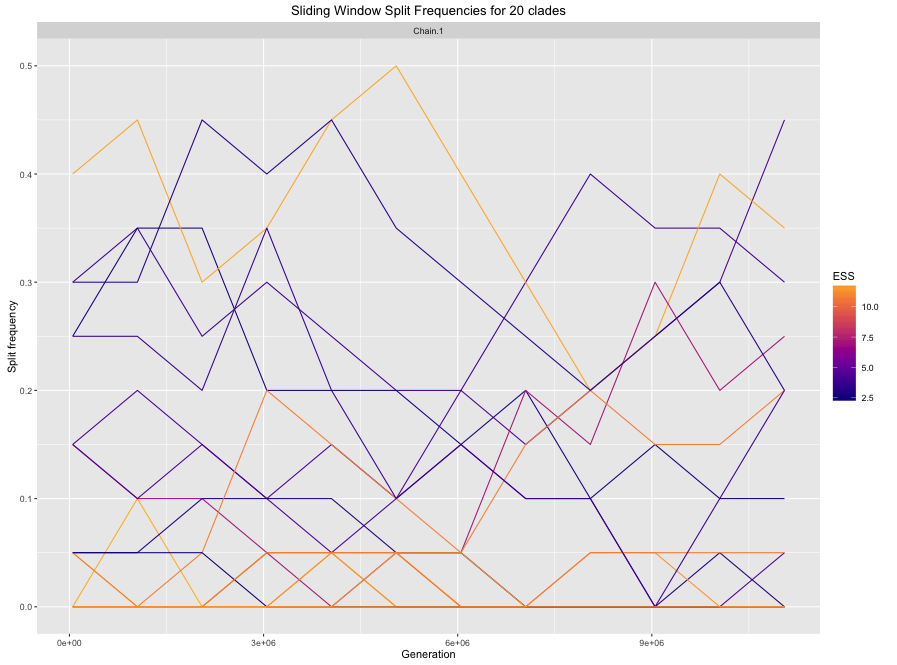 Sliding Window Split Frequencies for 20 clades
Chain.1
Split frequency
0.5
0.4
0.3
0.2
0.1
0.0
0e+00 3e+06 6e+06 9e+06
Generation
ESS
10.0
7.5
5.0
2.5